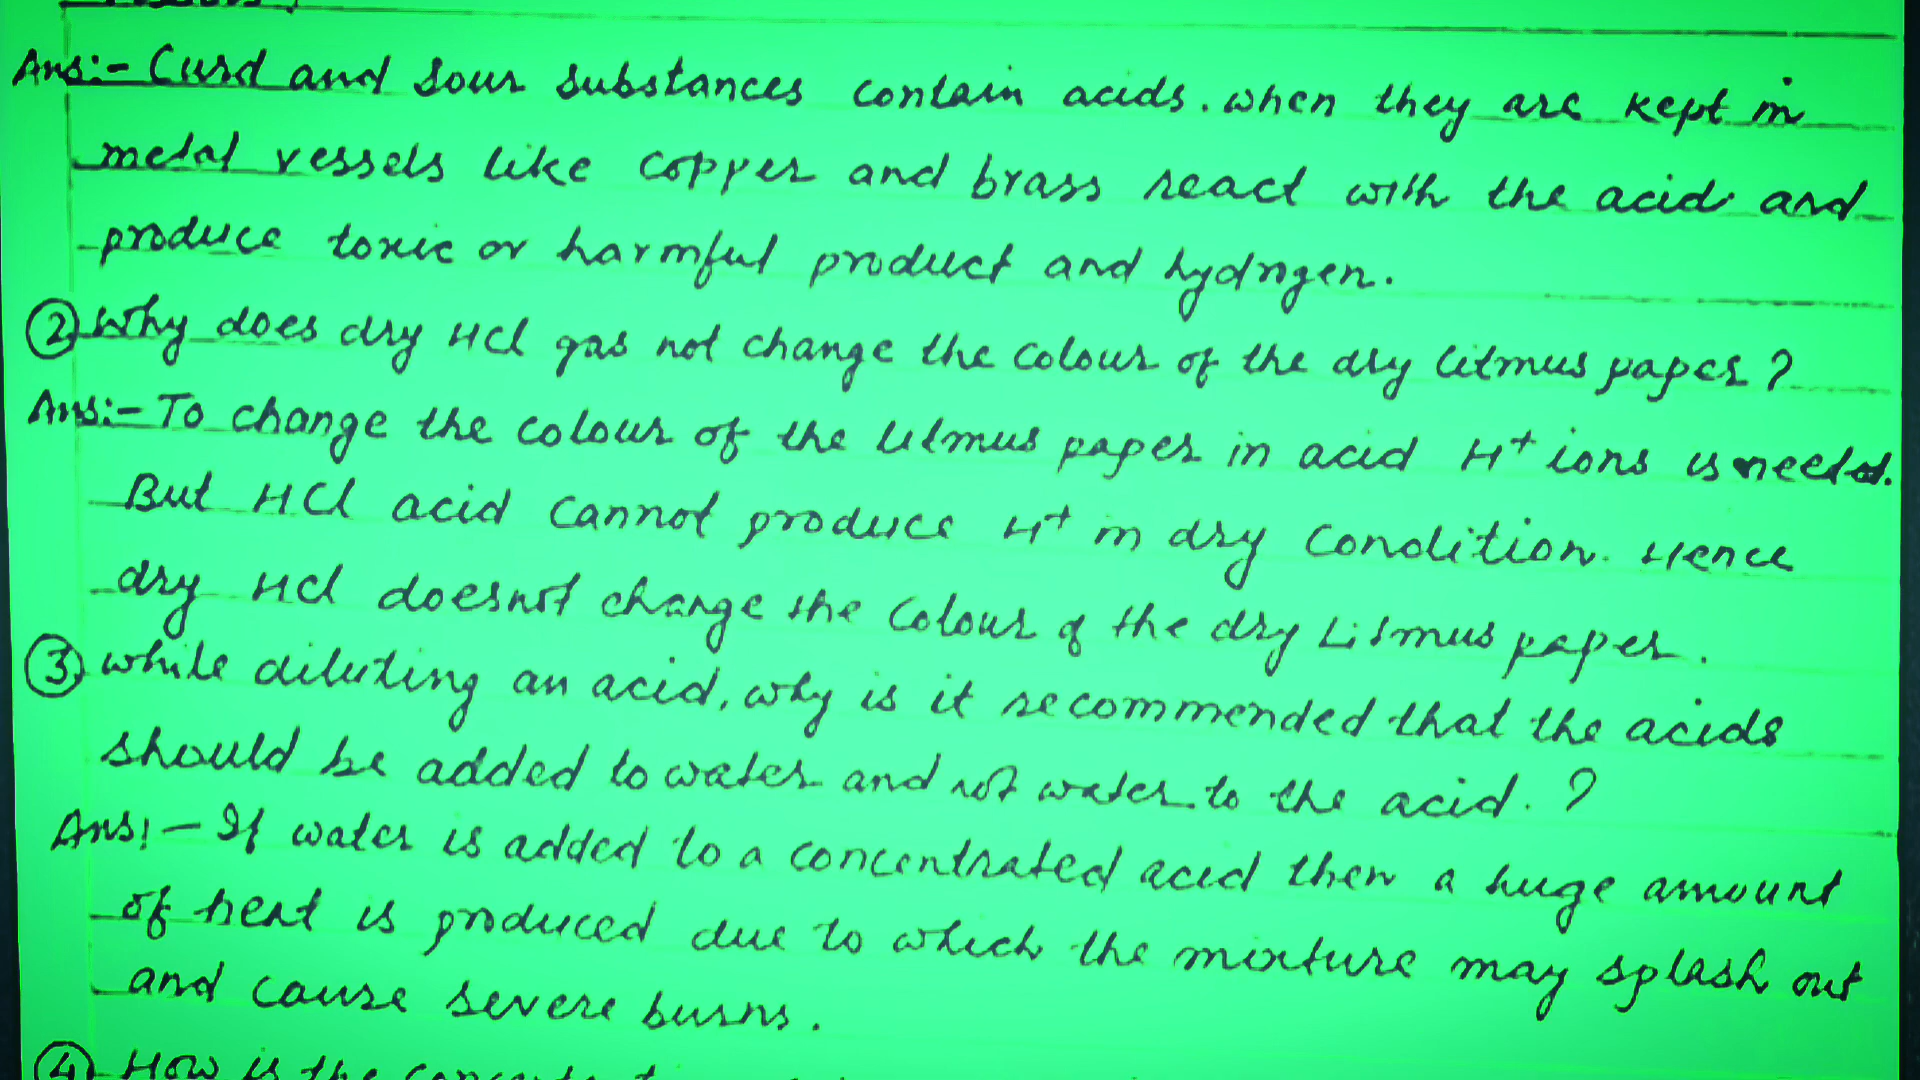 Ans:- Curd and sour substances contain acids. when they are kept in
metal vessels like copper and brass react with the acid and
produce toxic or harmful product and hydrogen.
② Why does dry HCl gas not change the colour of the dry litmus paper ?
Ans:- To change the colour of the litmus paper in acid H⁺ ions is needed.
But HCl acid cannot produce H⁺ in dry condition. Hence
dry HCl doesnot change the colour of the dry Litmus paper.
③ while diluting an acid, why is it recommended that the acids
should be added to water and not water to the acid. ?
Ans:- If water is added to a concentrated acid then a huge amount
of heat is produced due to which the mixture may splash out
and cause severe burns.
④ How is the